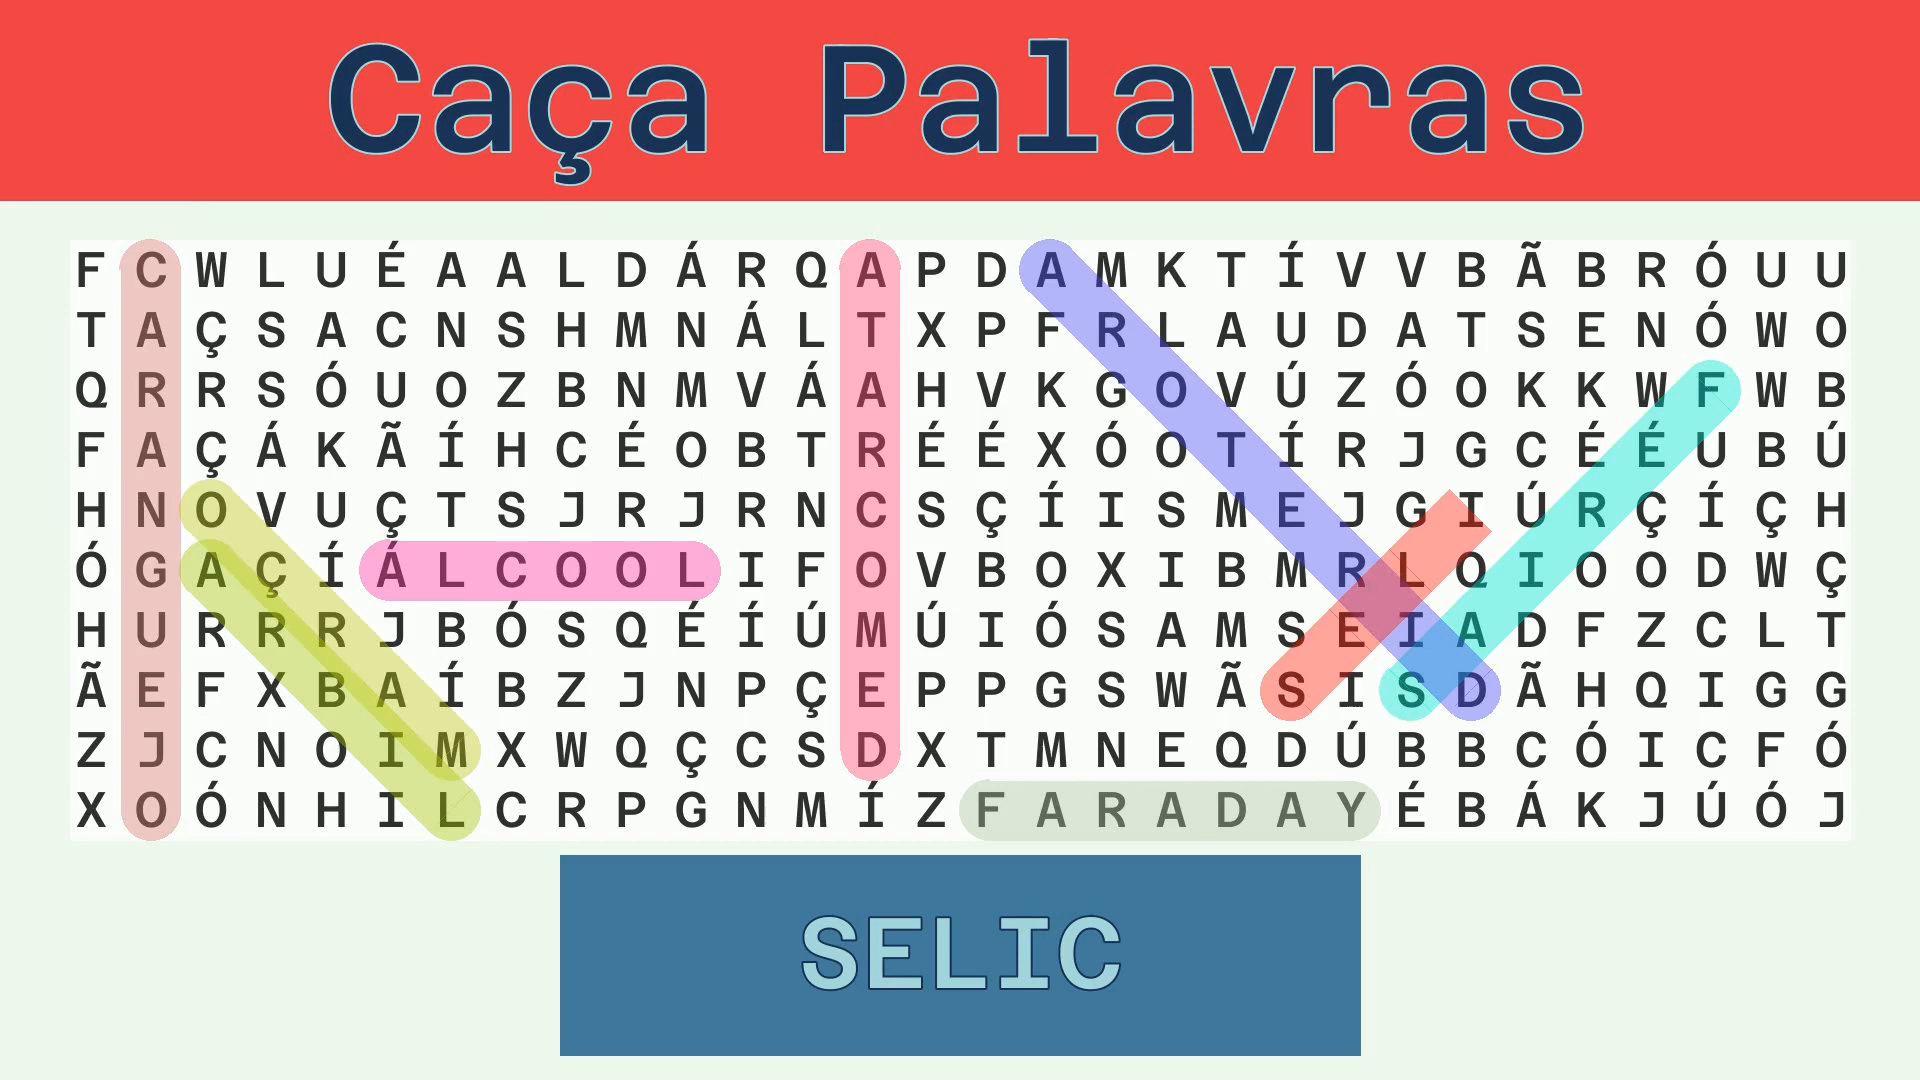 Caça Palavras
F C W L U É A A L D Á R Q A P D A M K T Í V V B Ã B R Ó U U
T A Ç S A C N S H M N Á L T X P F R L A U D A T S E N Ó W O
Q R R S Ó U O Z B N M V Á A H V K G O V Ú Z Ó O K K W F W B
F A Ç Á K Ã Í H C É O B T R É É X Ó O T Í R J G C É É U B Ú
H N O V U Ç T S J R J R N C S Ç Í I S M E J G I Ú R Ç Í Ç H
Ó G A Ç Í Á L C O O L I F O V B O X I B M R L Q I O O D W Ç
H U R R R J B Ó S Q É Í Ú M Ú I Ó S A M S E I A D F Z C L T
Ã E F X B A Í B Z J N P Ç E P P G S W Ã S I S D Ã H Q I G G
Z J C N O I M X W Q Ç C S D X T M N E Q D Ú B B C Ó I C F Ó
X O Ó N H I L C R P G N M Í Z F A R A D A Y É B Á K J Ú Ó J
SELIC